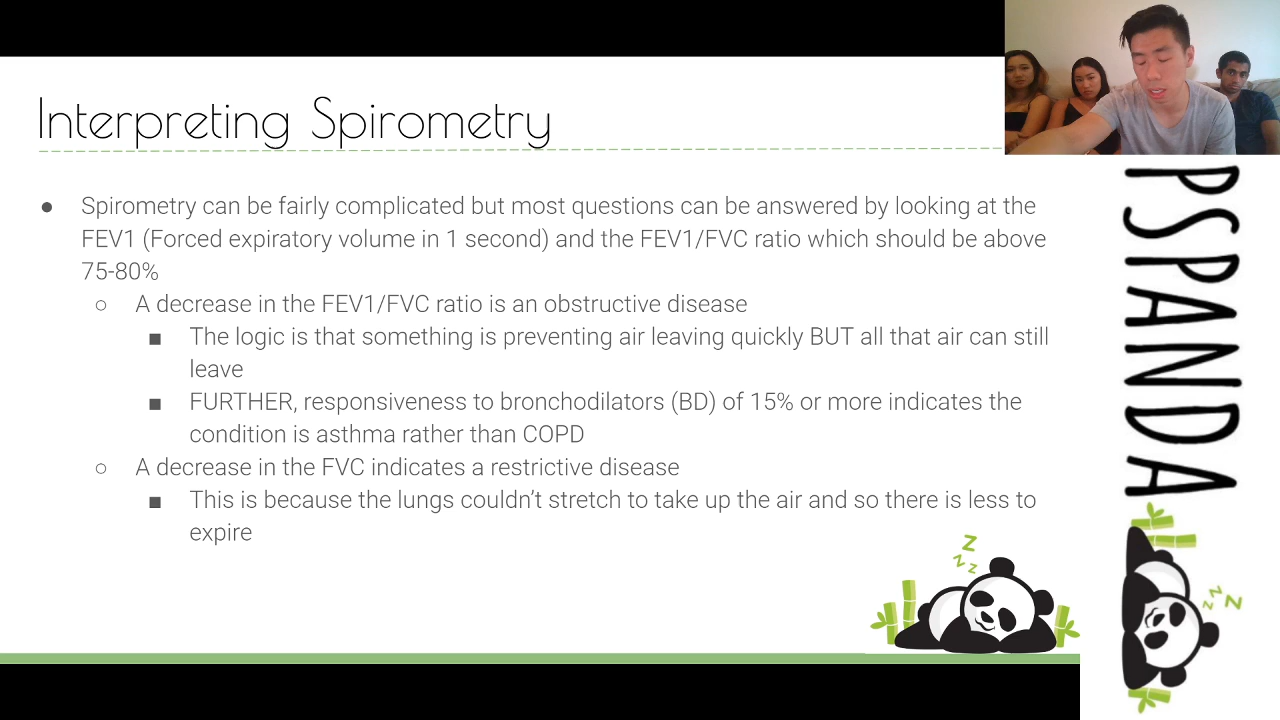 Interpreting Spirometry
● Spirometry can be fairly complicated but most questions can be answered by looking at the
FEV1 (Forced expiratory volume in 1 second) and the FEV1/FVC ratio which should be above
75-80%
○ A decrease in the FEV1/FVC ratio is an obstructive disease
■ The logic is that something is preventing air leaving quickly BUT all that air can still
leave
■ FURTHER, responsiveness to bronchodilators (BD) of 15% or more indicates the
condition is asthma rather than COPD
○ A decrease in the FVC indicates a restrictive disease
■ This is because the lungs couldn’t stretch to take up the air and so there is less to
expire
z z z
PSPANDA
z z z